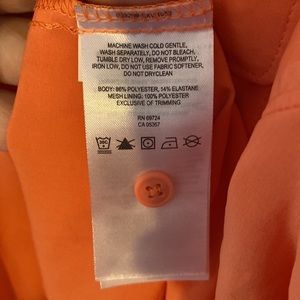 MACHINE WASH COLD GENTLE,
WASH SEPARATELY, DO NOT BLEACH,
TUMBLE DRY LOW, REMOVE PROMPTLY,
IRON LOW, DO NOT USE FABRIC SOFTENER,
DO NOT DRYCLEAN
BODY: 86% POLYESTER, 14% ELASTANE
MESH LINING: 100% POLYESTER
EXCLUSIVE OF TRIMMING
RN 69724
CA 05367